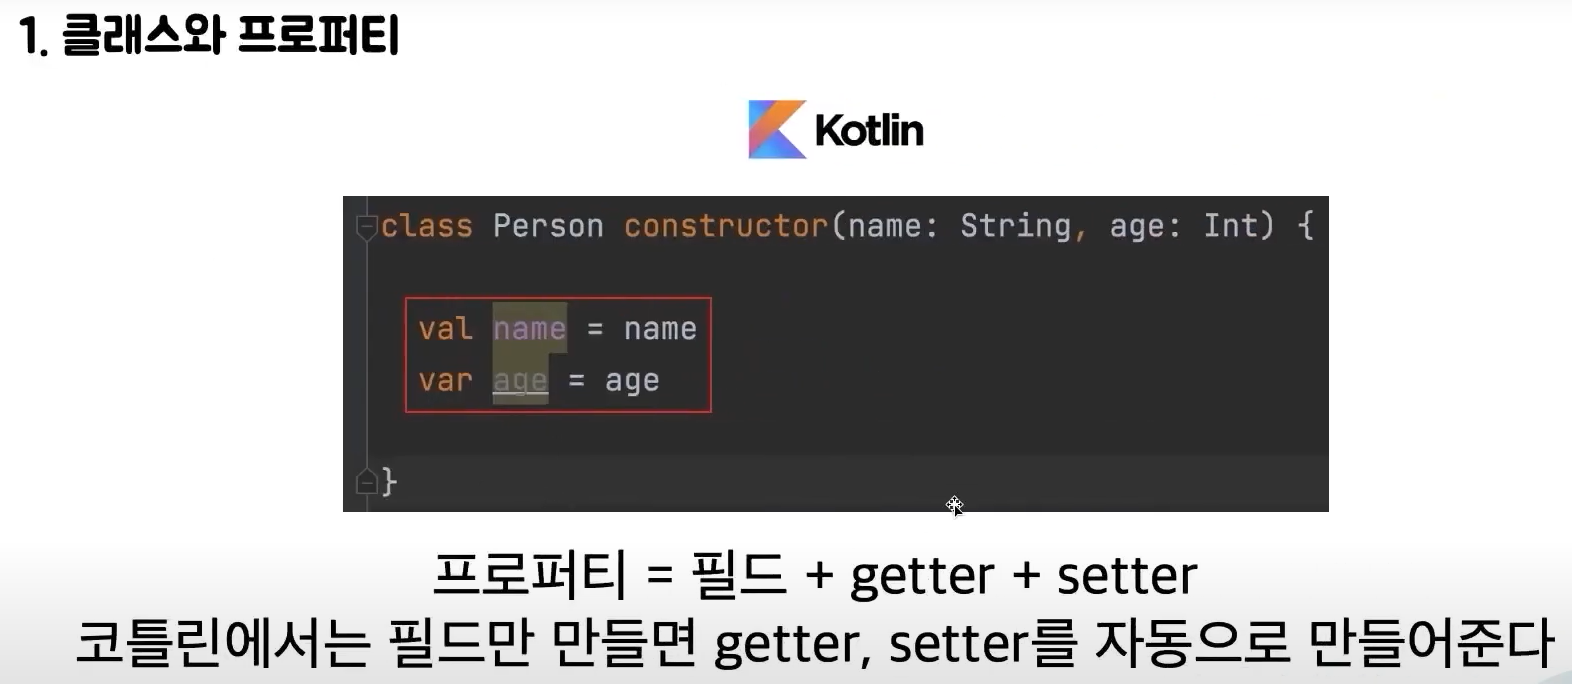 1. 클래스와 프로퍼티
Kotlin
class Person constructor(name: String, age: Int) {
val name = name
var age = age
}
프로퍼티 = 필드 + getter + setter
코틀린에서는 필드만 만들면 getter, setter를 자동으로 만들어준다